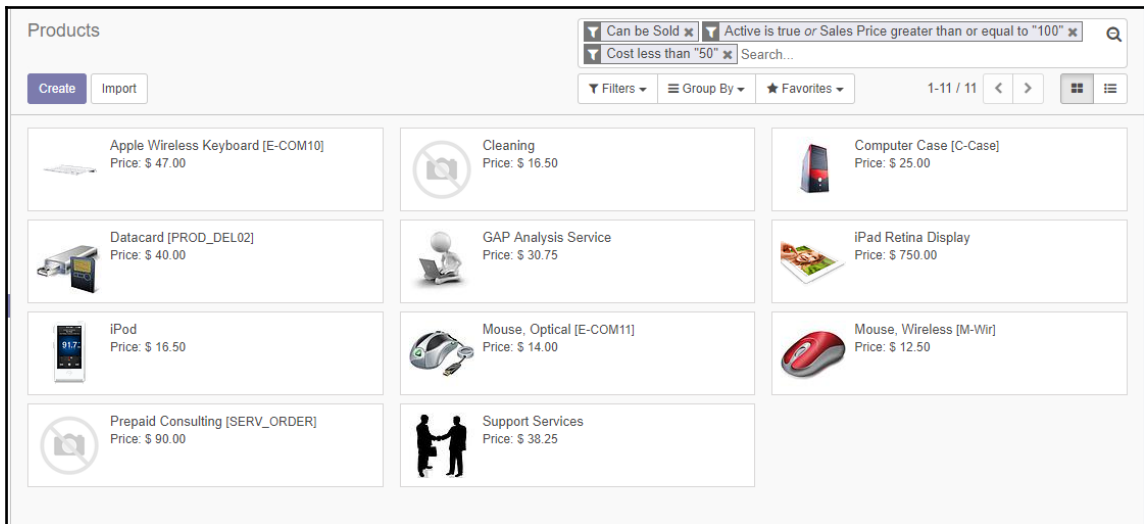 Products
Can be Sold ✖ Active is true or Sales Price greater than or equal to "100" ✖
Cost less than "50" ✖ Search...
Create Import
Filters Group By Favorites 1-11 / 11
Apple Wireless Keyboard [E-COM10]
Price: $ 47.00
Cleaning
Price: $ 16.50
Computer Case [C-Case]
Price: $ 25.00
Datacard [PROD_DEL02]
Price: $ 40.00
GAP Analysis Service
Price: $ 30.75
iPad Retina Display
Price: $ 750.00
iPod
Price: $ 16.50
91.7
Mouse, Optical [E-COM11]
Price: $ 14.00
Mouse, Wireless [M-Wir]
Price: $ 12.50
Prepaid Consulting [SERV_ORDER]
Price: $ 90.00
Support Services
Price: $ 38.25